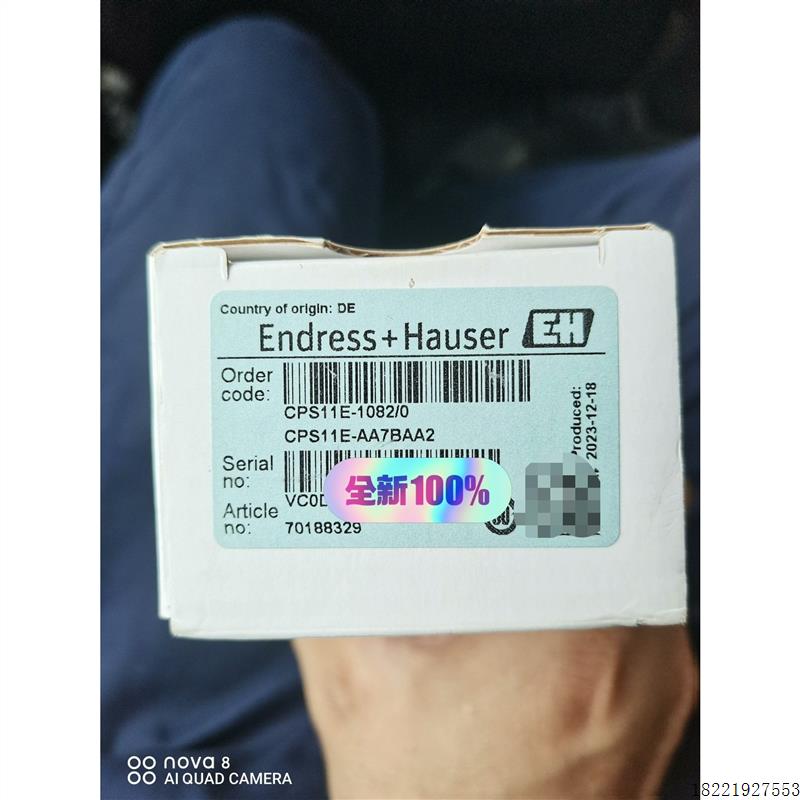 Country of origin: DE
Endress+Hauser EH
Order code:
CPS11E-1082/0
CPS11E-AA7BAA2
Serial no:
VC0
全新100%
Article no:
70188329
Produced: 2023-12-18
nova 8
AI QUAD CAMERA
18221927553